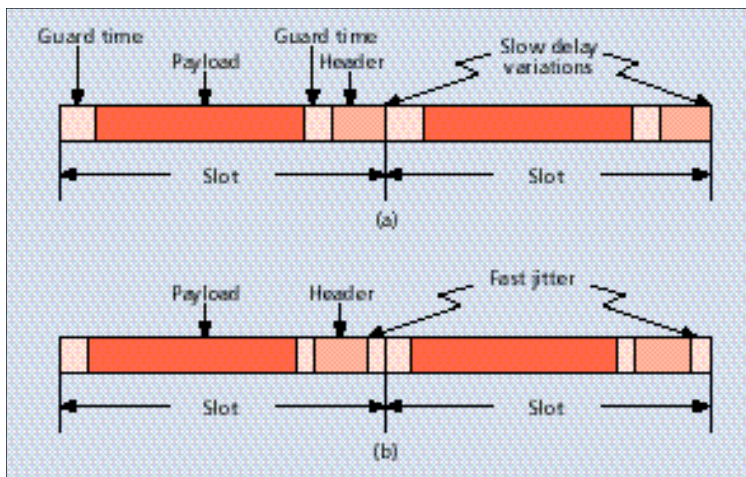 Guard time
Guard time
Slow delay
variations
Payload
Header
Slot
Slot
(a)
Fast jitter
Payload
Header
Slot
Slot
(b)